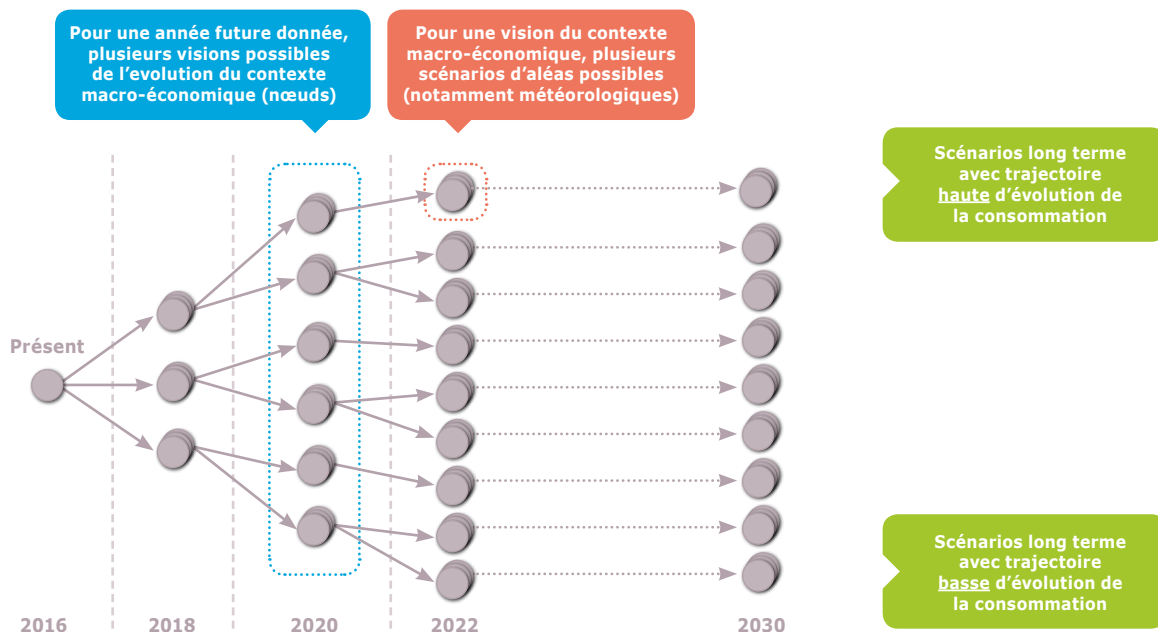 Pour une année future donnée,
plusieurs visions possibles
de l'evolution du contexte
macro-économique (nœuds)
Pour une vision du contexte
macro-économique, plusieurs
scénarios d'aléas possibles
(notamment météorologiques)
Scénarios long terme
avec trajectoire
haute d'évolution de
la consommation
Présent
Scénarios long terme
avec trajectoire
basse d'évolution de
la consommation
2016
2018
2020
2022
2030